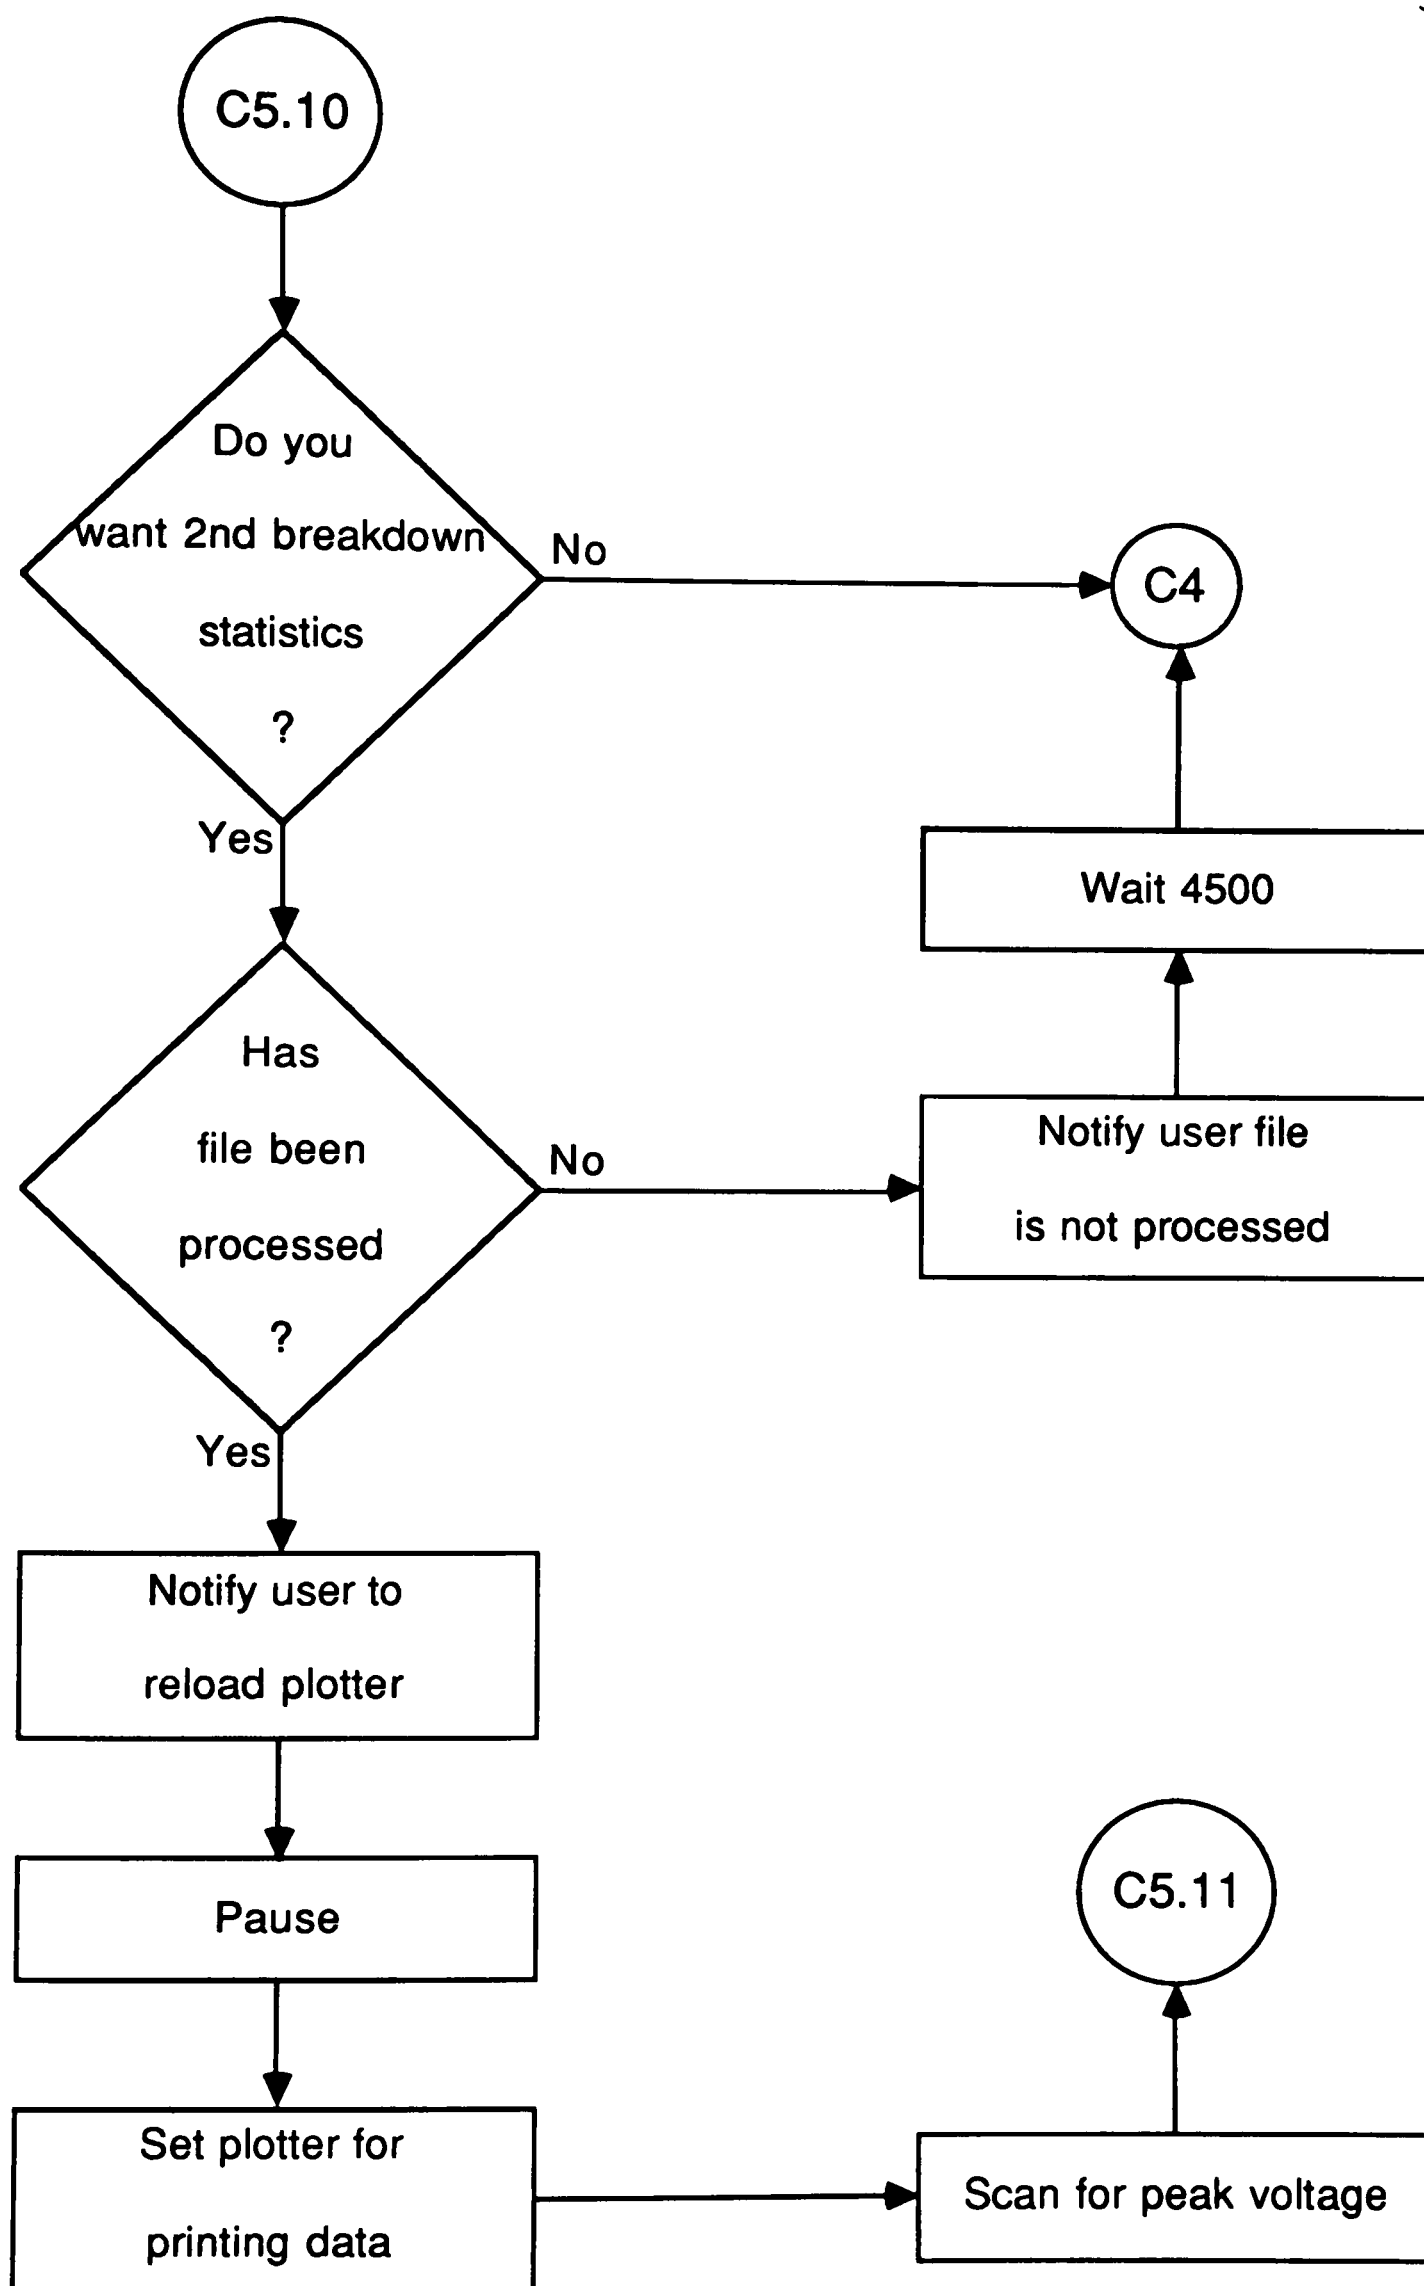 C5.10
Do you
want 2nd breakdown
statistics
?
No
C4
Yes
Wait 4500
Has
file been
processed
?
No
Notify user file
is not processed
Yes
Notify user to
reload plotter
Pause
C5.11
Set plotter for
printing data
Scan for peak voltage